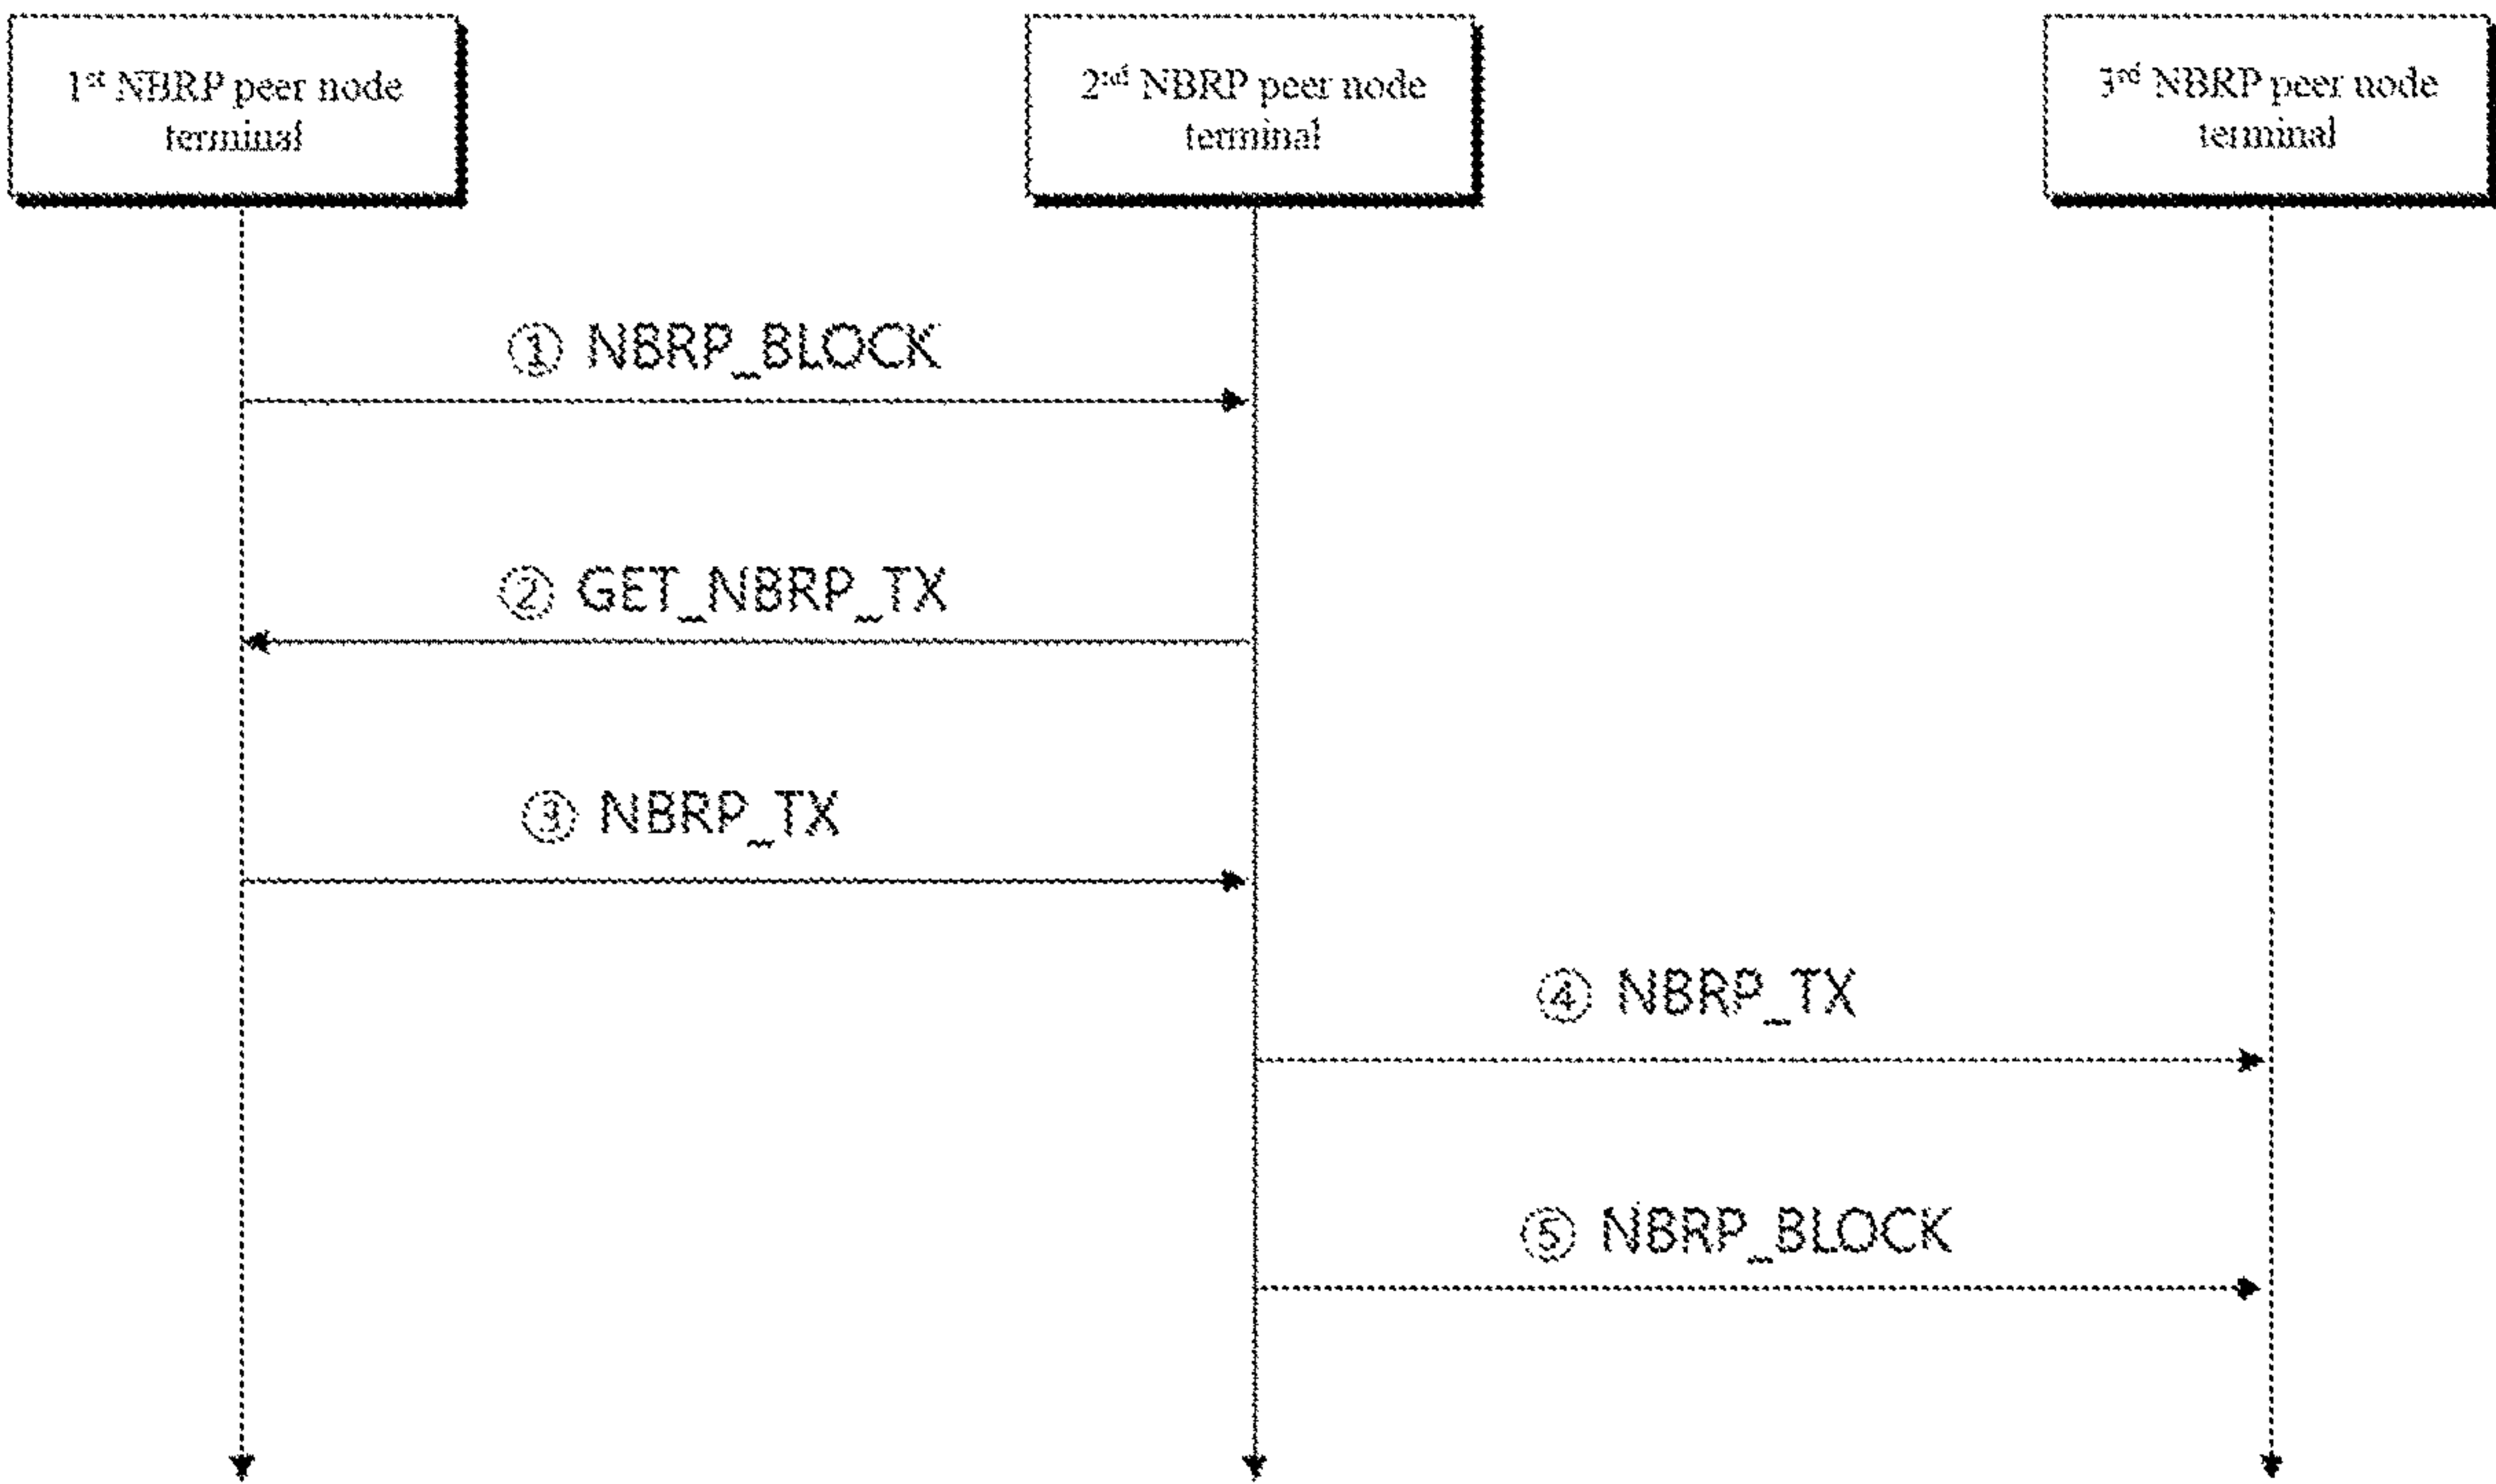 1st NBRP peer node
terminal
2nd NBRP peer node
terminal
3rd NBRP peer node
terminal
① NBRP_BLOCK
② GET_NBRP_TX
③ NBRP_TX
④ NBRP_TX
⑤ NBRP_BLOCK